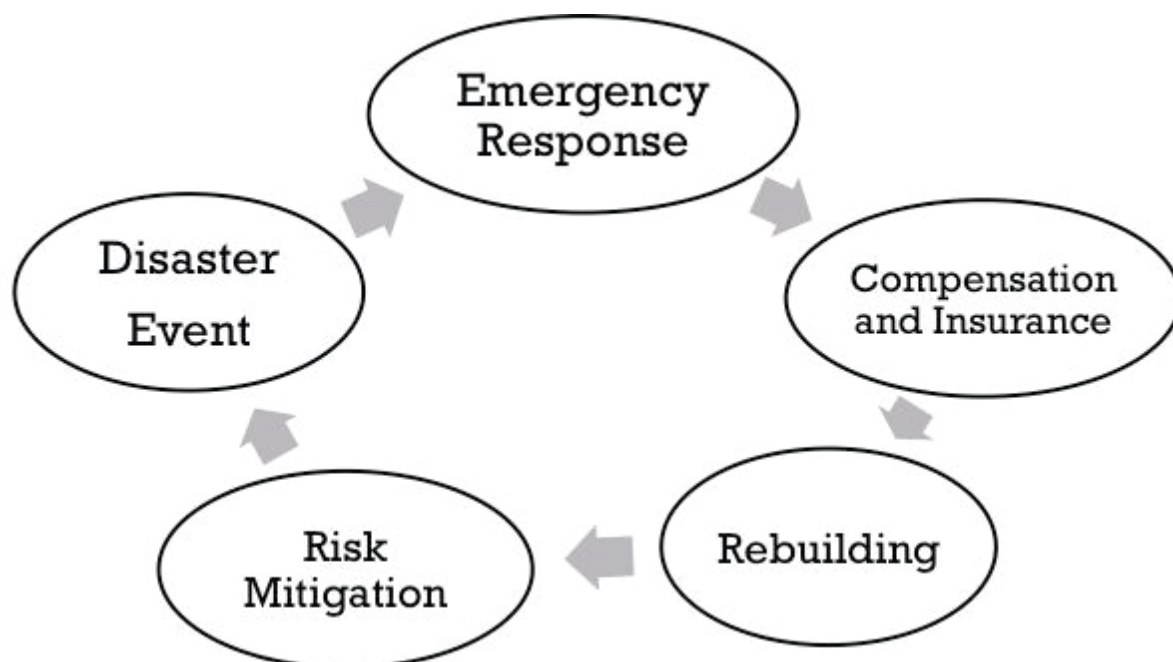 Emergency
Response
Disaster
Event
Compensation
and Insurance
Risk
Mitigation
Rebuilding